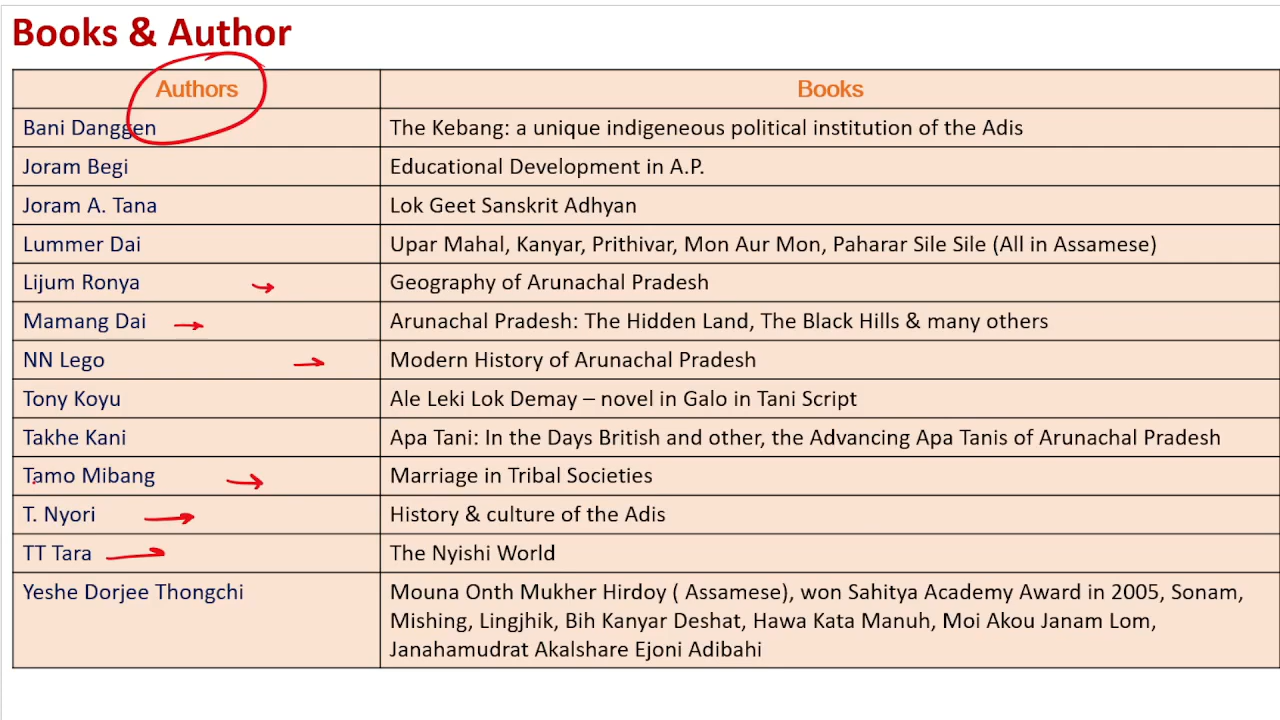 Books & Author
Authors Books
Bani Danggen The Kebang: a unique indigeneous political institution of the Adis
Joram Begi Educational Development in A.P.
Joram A. Tana Lok Geet Sanskrit Adhyan
Lummer Dai Upar Mahal, Kanyar, Prithivar, Mon Aur Mon, Paharar Sile Sile (All in Assamese)
Lijum Ronya Geography of Arunachal Pradesh
Mamang Dai Arunachal Pradesh: The Hidden Land, The Black Hills & many others
NN Lego Modern History of Arunachal Pradesh
Tony Koyu Ale Leki Lok Demay – novel in Galo in Tani Script
Takhe Kani Apa Tani: In the Days British and other, the Advancing Apa Tanis of Arunachal Pradesh
Tamo Mibang Marriage in Tribal Societies
T. Nyori History & culture of the Adis
TT Tara The Nyishi World
Yeshe Dorjee Thongchi Mouna Onth Mukher Hirdoy ( Assamese), won Sahitya Academy Award in 2005, Sonam,
Mishing, Lingjhik, Bih Kanyar Deshat, Hawa Kata Manuh, Moi Akou Janam Lom,
Janahamudrat Akalshare Ejoni Adibahi